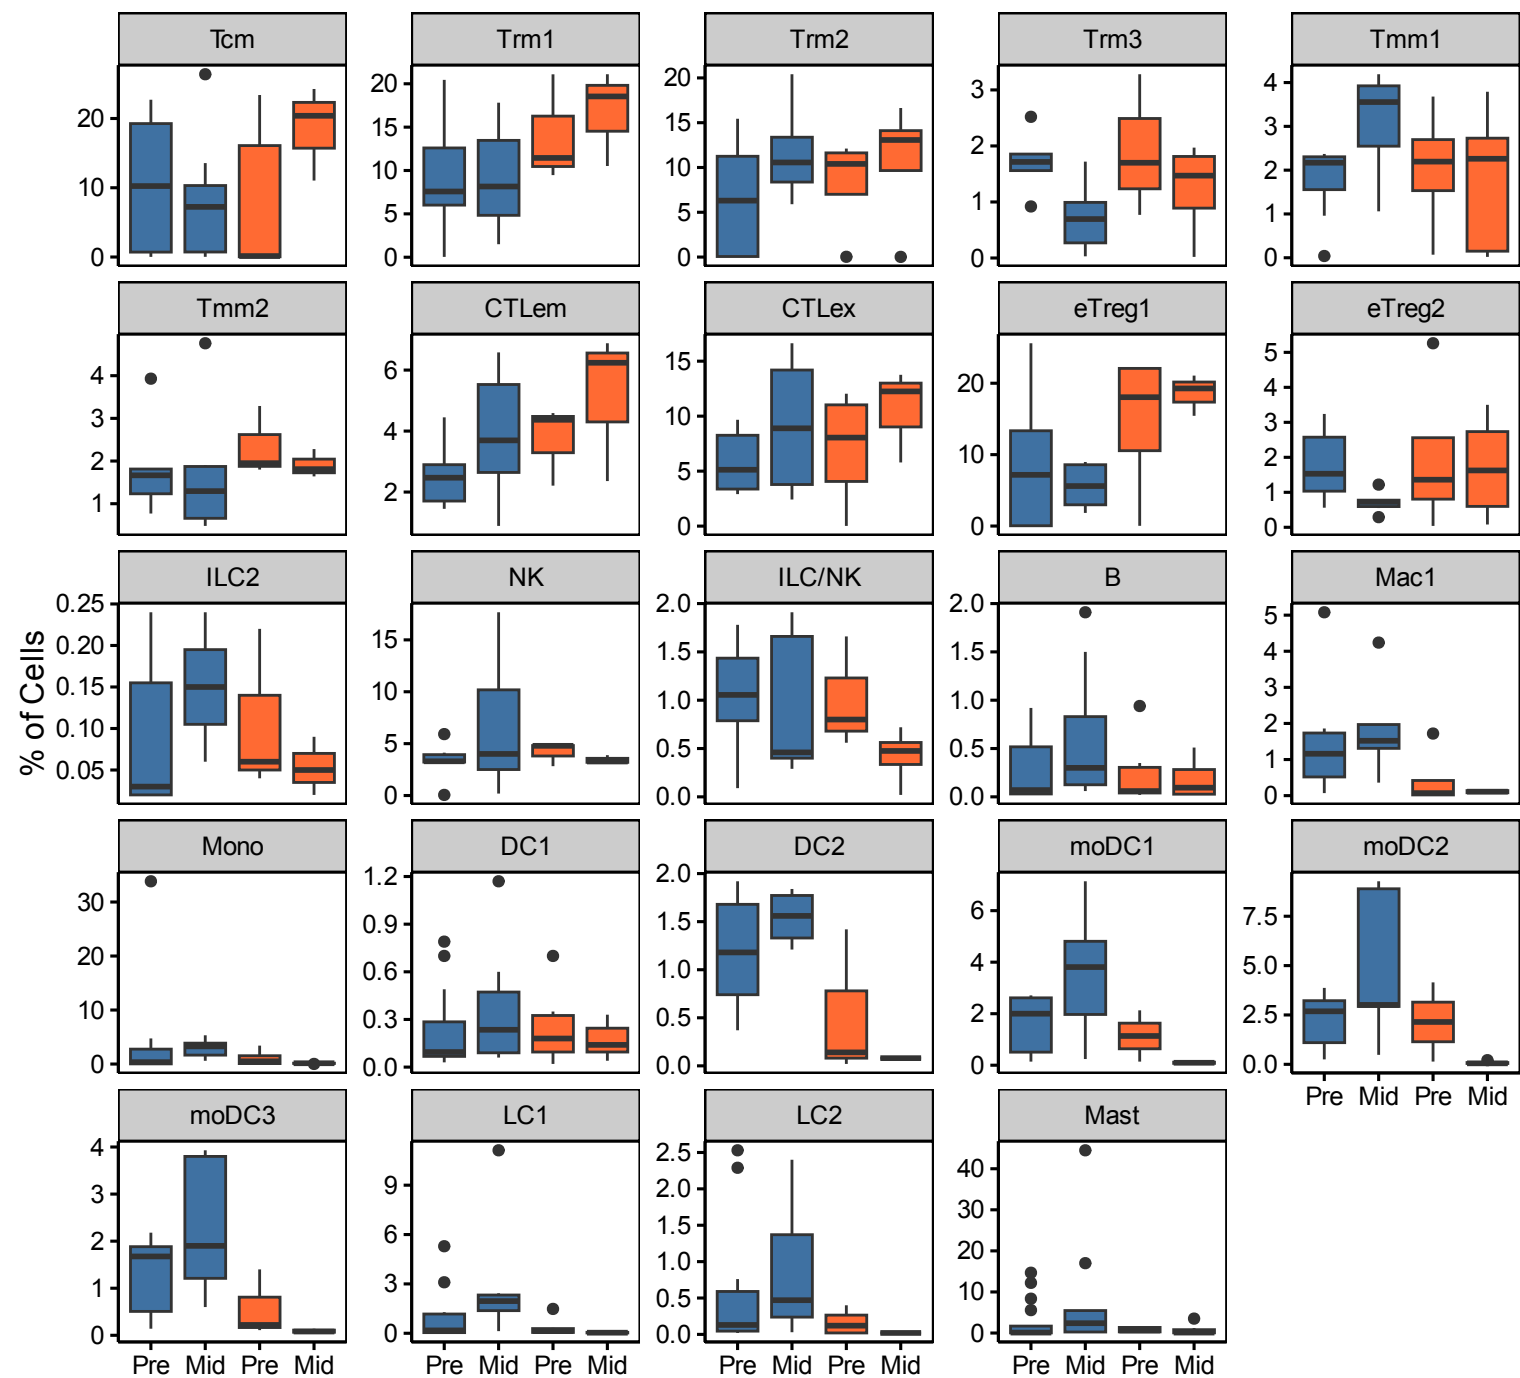 Tcm Trm1 Trm2 Trm3 Tmm1
20 10 0
20 15 10 5 0
20 15 10 5 0
3 2 1 0
4 3 2 1 0
Tmm2 CTLem CTLex eTreg1 eTreg2
4 3 2 1
6 4 2
15 10 5 0
20 10 0
5 4 3 2 1 0
ILC2 NK ILC/NK B Mac1
% of Cells
0.25 0.20 0.15 0.10 0.05
15 10 5 0
2.0 1.5 1.0 0.5 0.0
2.0 1.5 1.0 0.5 0.0
5 4 3 2 1 0
Mono DC1 DC2 moDC1 moDC2
30 20 10 0
1.2 0.9 0.6 0.3 0.0
2.0 1.5 1.0 0.5 0.0
6 4 2 0
7.5 5.0 2.5 0.0
Pre Mid Pre Mid
moDC3 LC1 LC2 Mast
4 3 2 1 0
9 6 3 0
2.5 2.0 1.5 1.0 0.5 0.0
40 30 20 10 0
Pre Mid Pre Mid Pre Mid Pre Mid Pre Mid Pre Mid Pre Mid Pre Mid